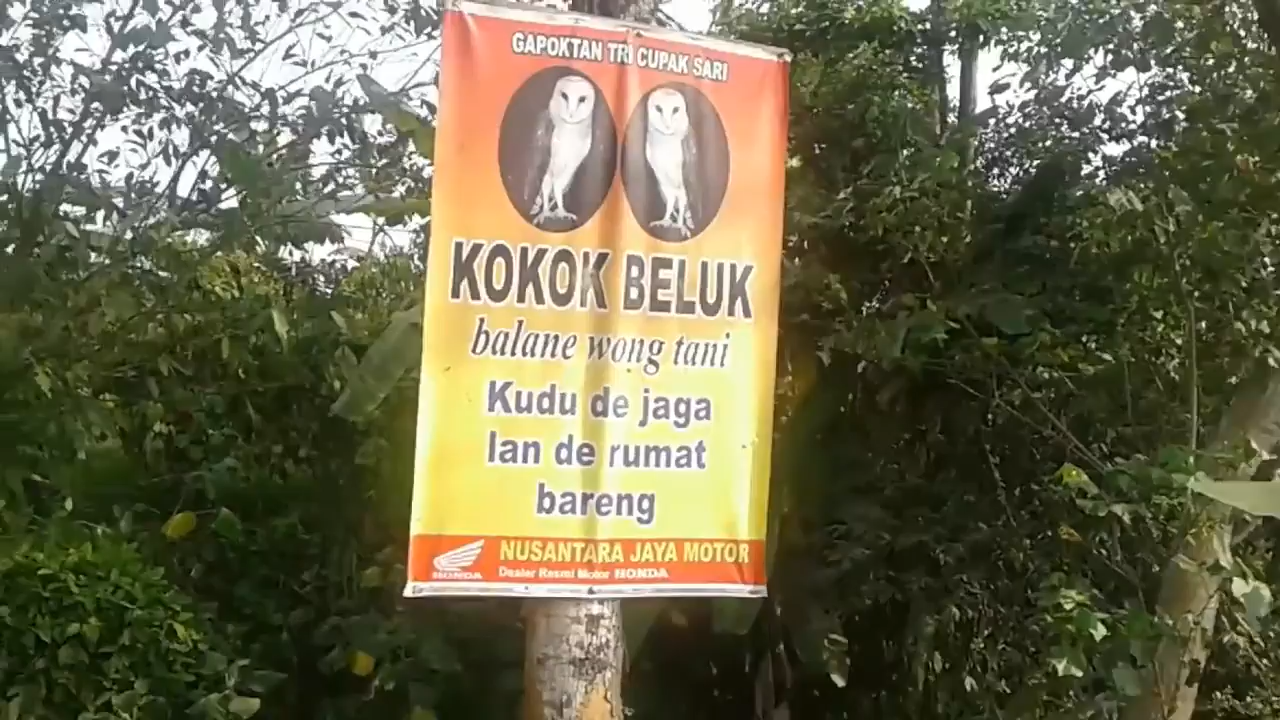 GAPOKTAN TRI CUPAK SARI
KOKOK BELUK
balane wong tani
Kudu de jaga
lan de rumat
bareng
HONDA
NUSANTARA JAYA MOTOR
Dealer Resmi Motor HONDA